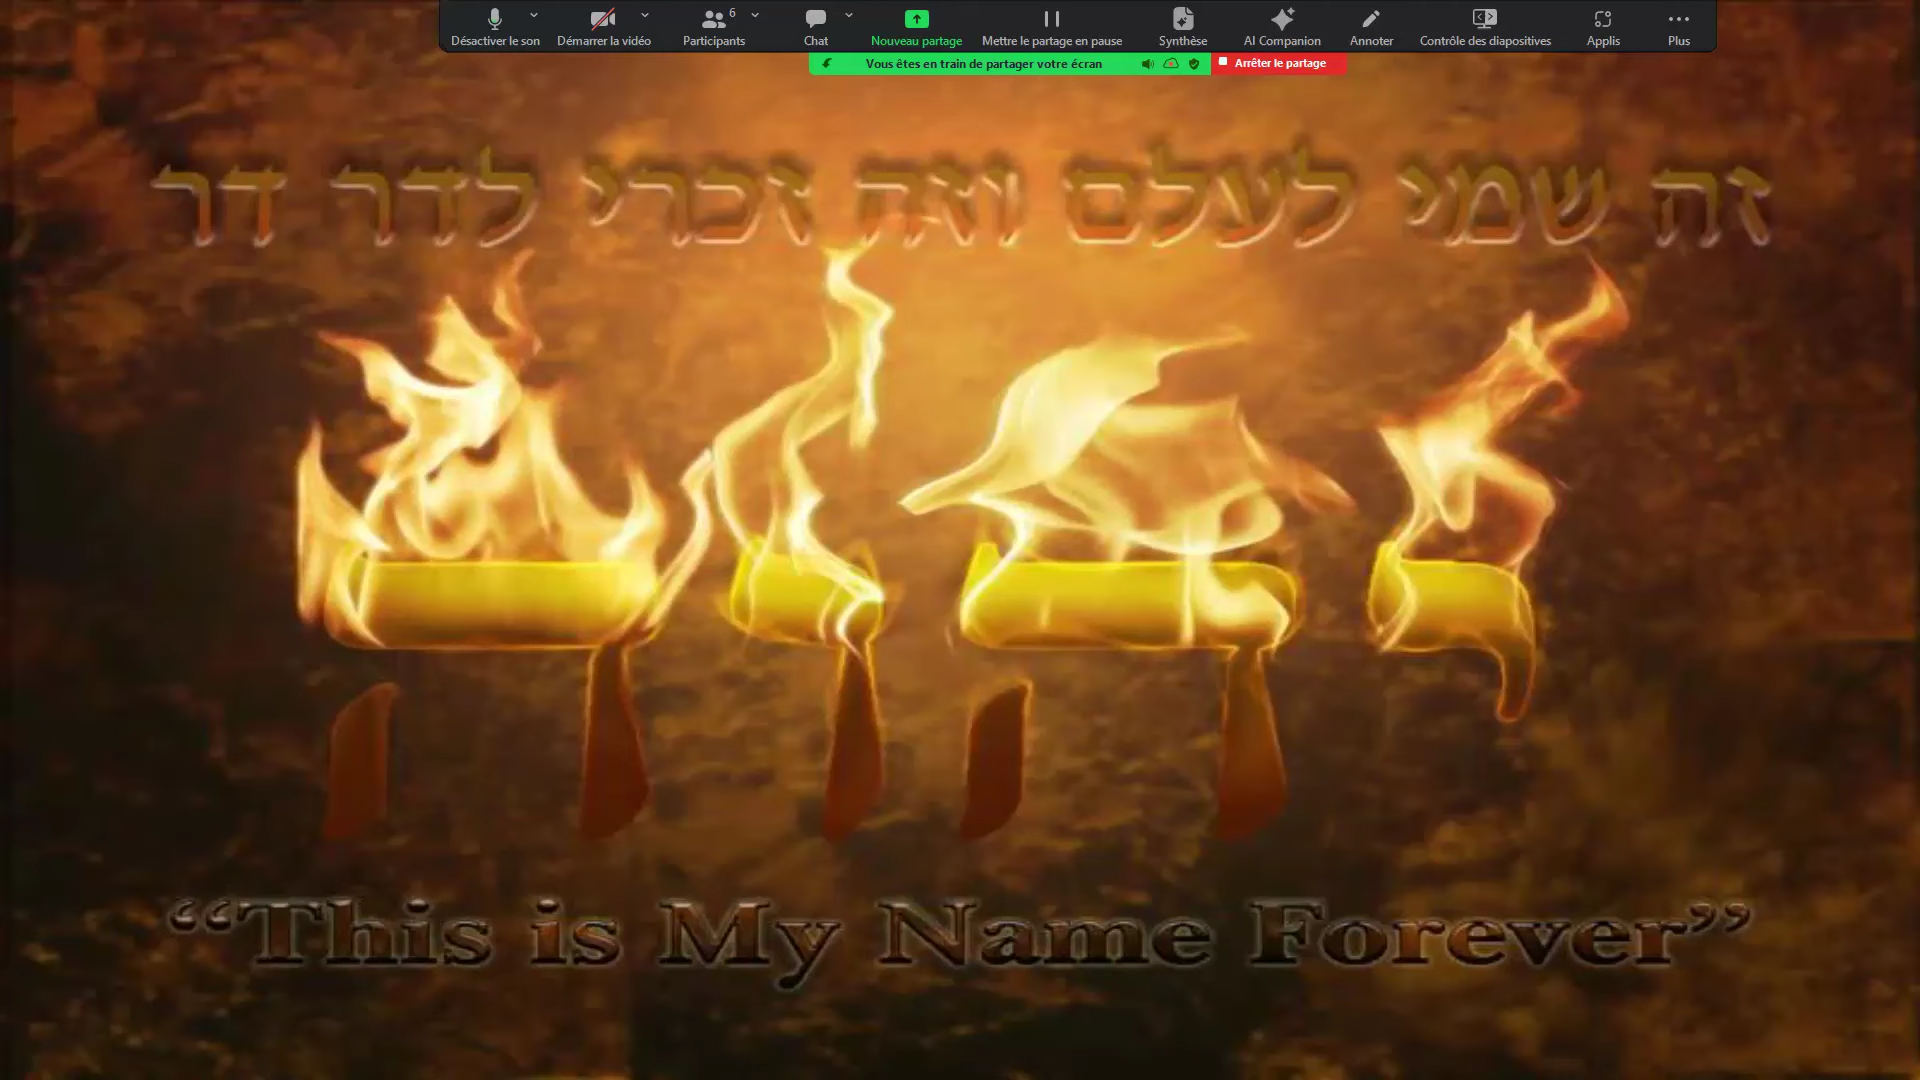 6
Désactiver le son Démarrer la vidéo Participants Chat Nouveau partage Mettre le partage en pause Synthèse AI Companion Annoter Contrôle des diapositives Applis Plus
Vous êtes en train de partager votre écran Arrêter le partage
זה שמי לעלם וזה זכרי לדר דר
יהוה
“This is My Name Forever”